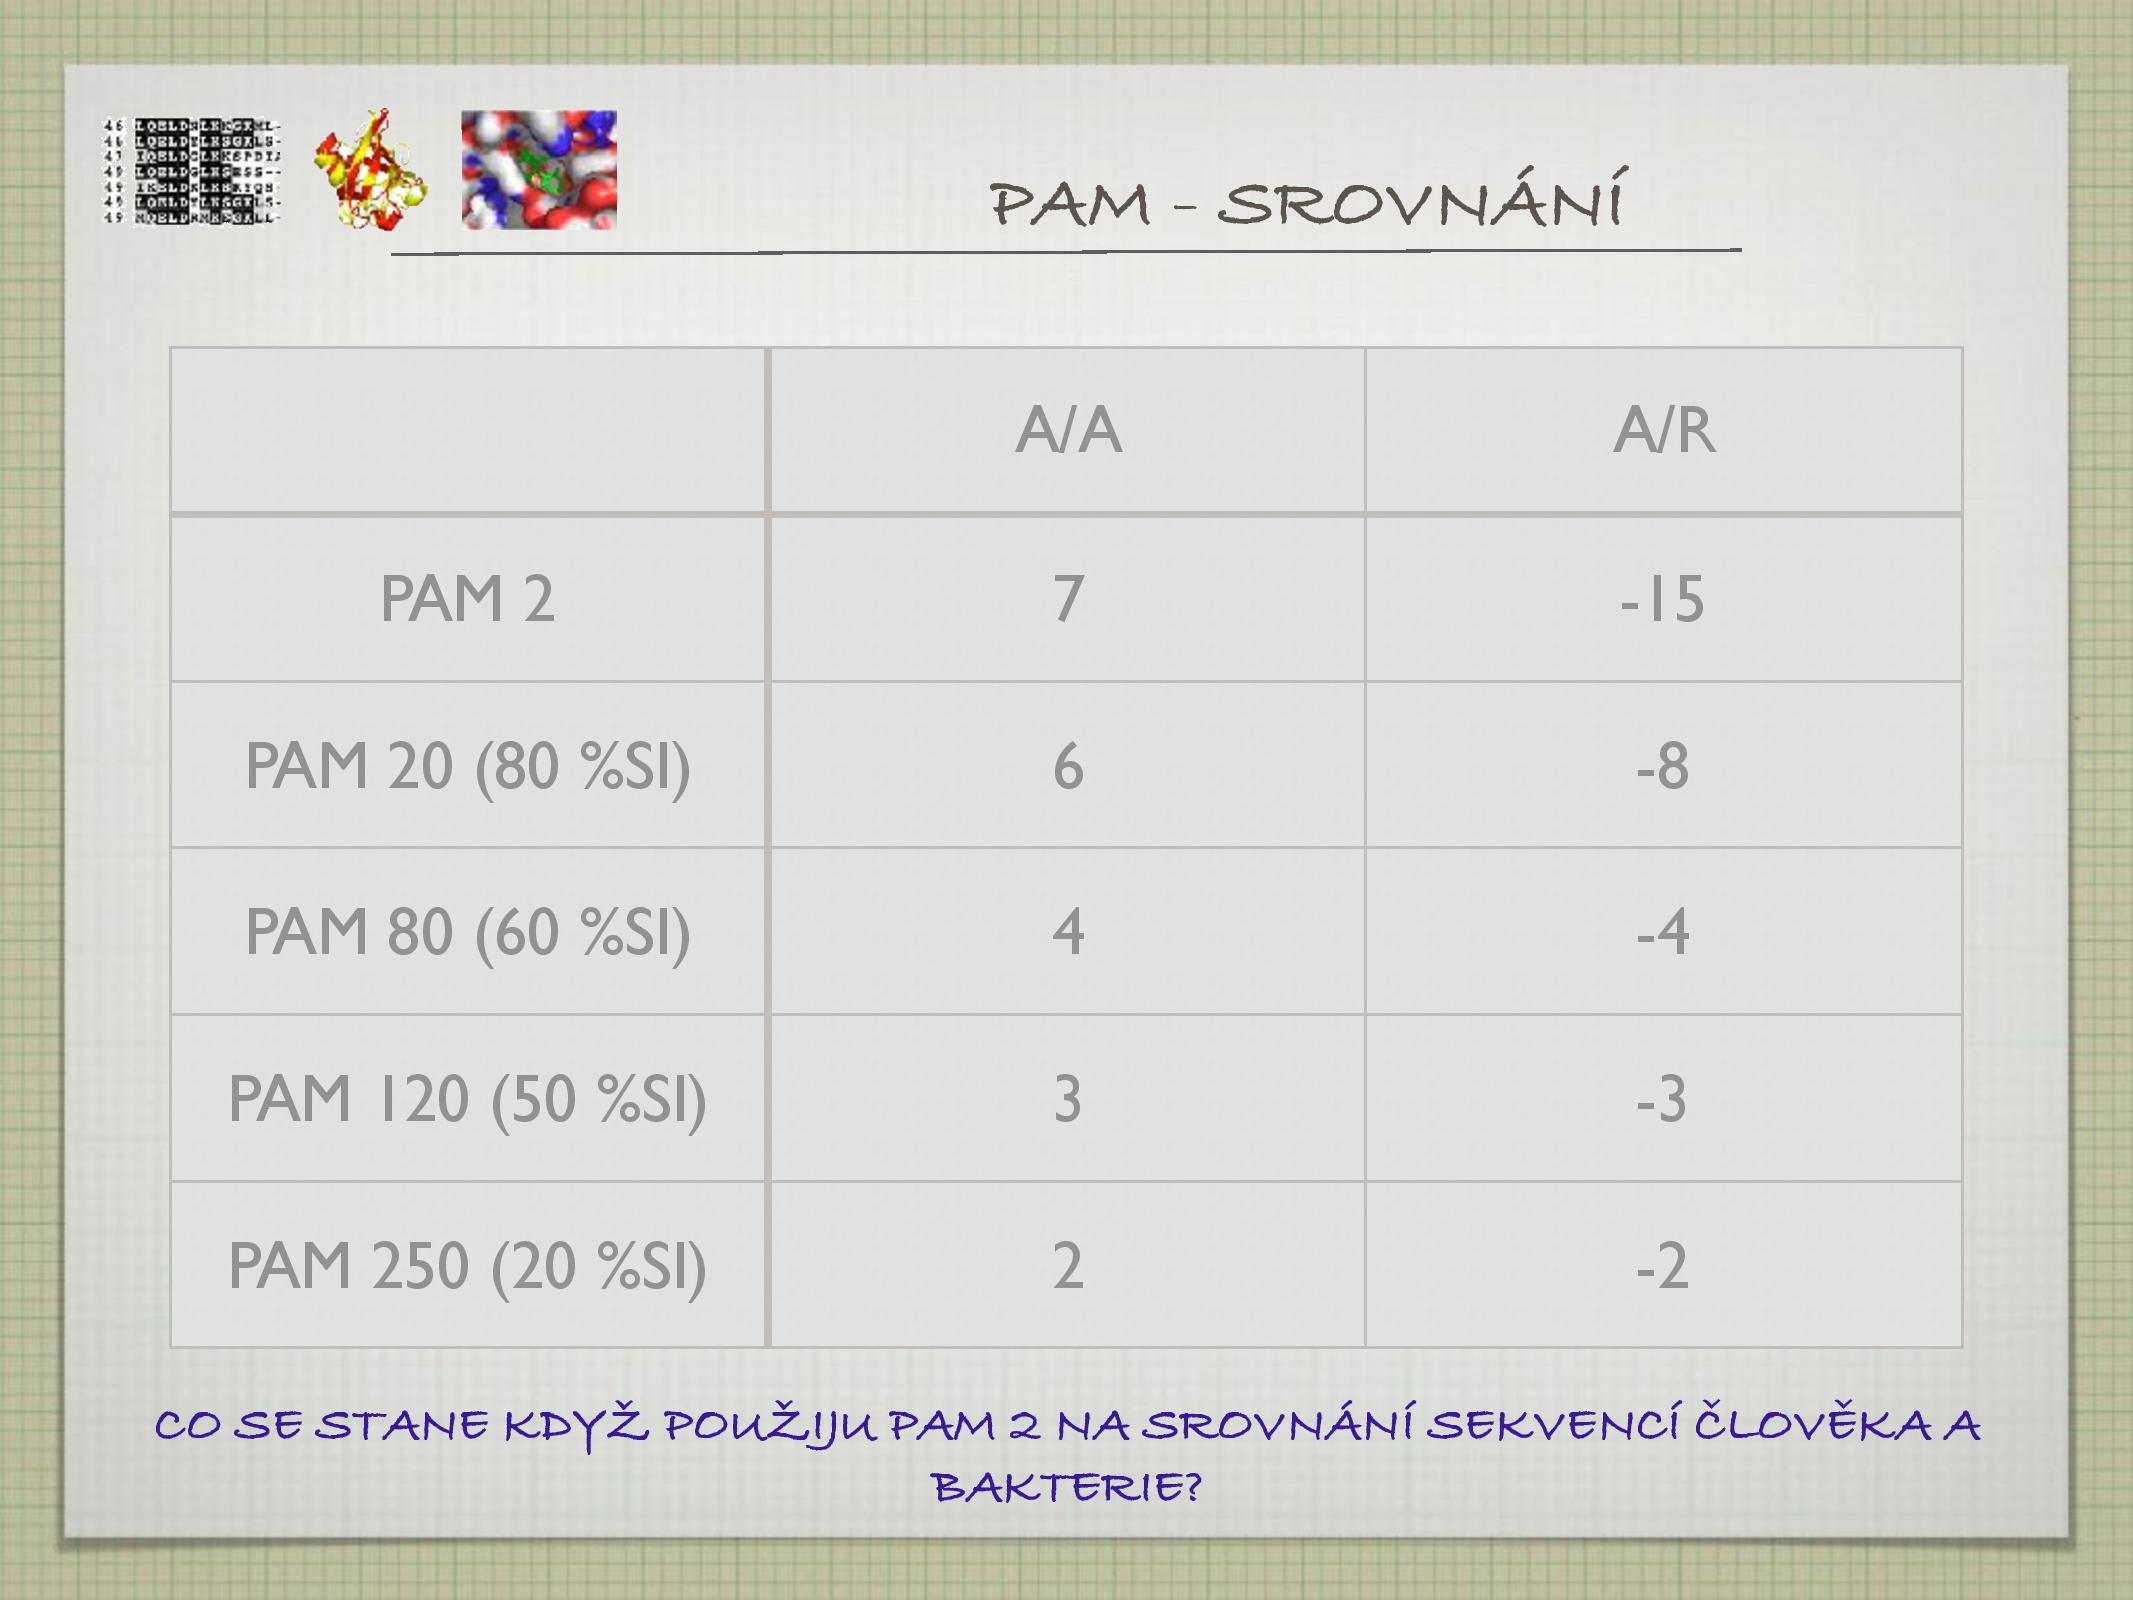 PAM - SROVNÁNÍ
A/A A/R
PAM 2 7 -15
PAM 20 (80 %SI) 6 -8
PAM 80 (60 %SI) 4 -4
PAM 120 (50 %SI) 3 -3
PAM 250 (20 %SI) 2 -2
CO SE STANE KDYŽ POUŽIJU PAM 2 NA SROVNÁNÍ SEKVENCÍ ČLOVĚKA A
BAKTERIE?